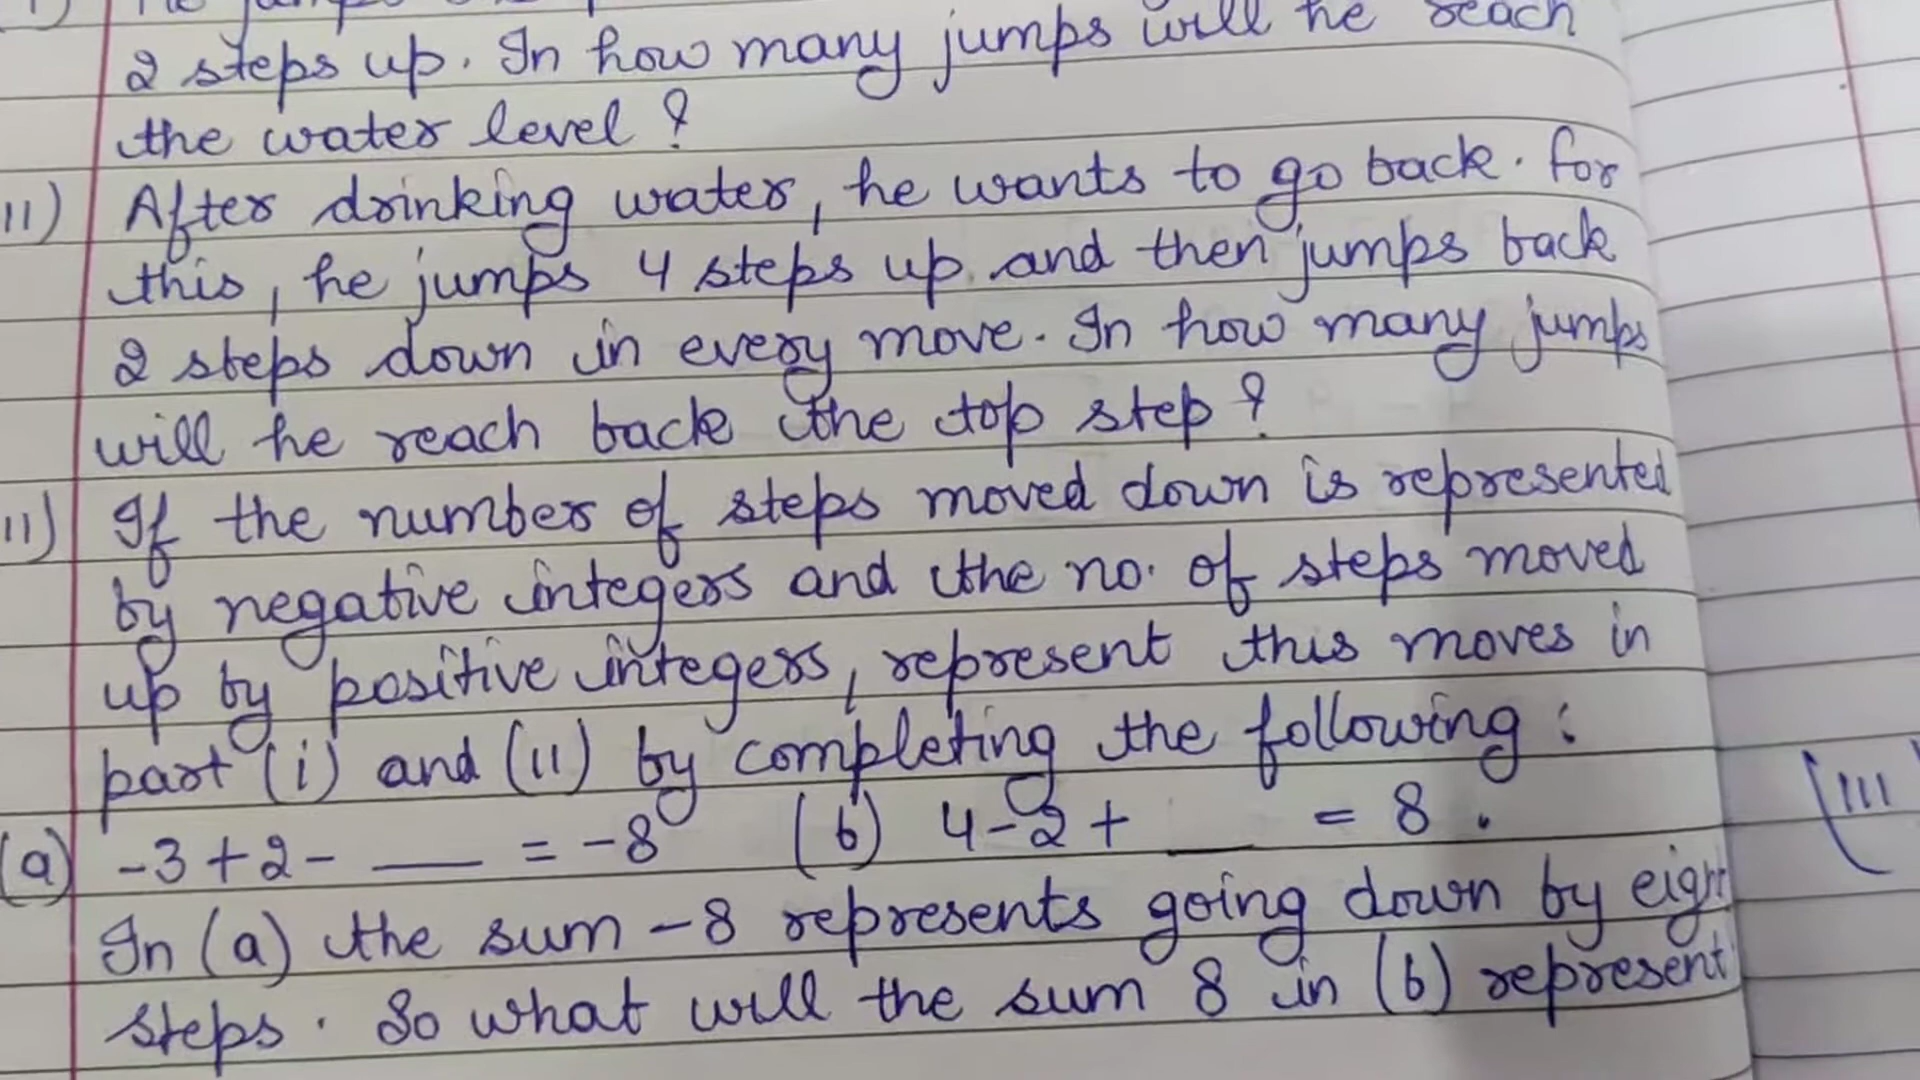 2 steps up. In how many jumps will he reach
the water level ?
11) After drinking water, he wants to go back. For
this, he jumps 4 steps up and then jumps back
2 steps down in every move. In how many jumps
will he reach back the top step ?
11) If the number of steps moved down is represented
by negative integers and the no. of steps moved
up by positive integers, represent this moves in
part (i) and (11) by completing the following :
(a) -3+2- ___ = -8 (b) 4-2+ ___ = 8 .
In (a) the sum -8 represents going down by eight
steps. So what will the sum 8 in (b) represent
(111